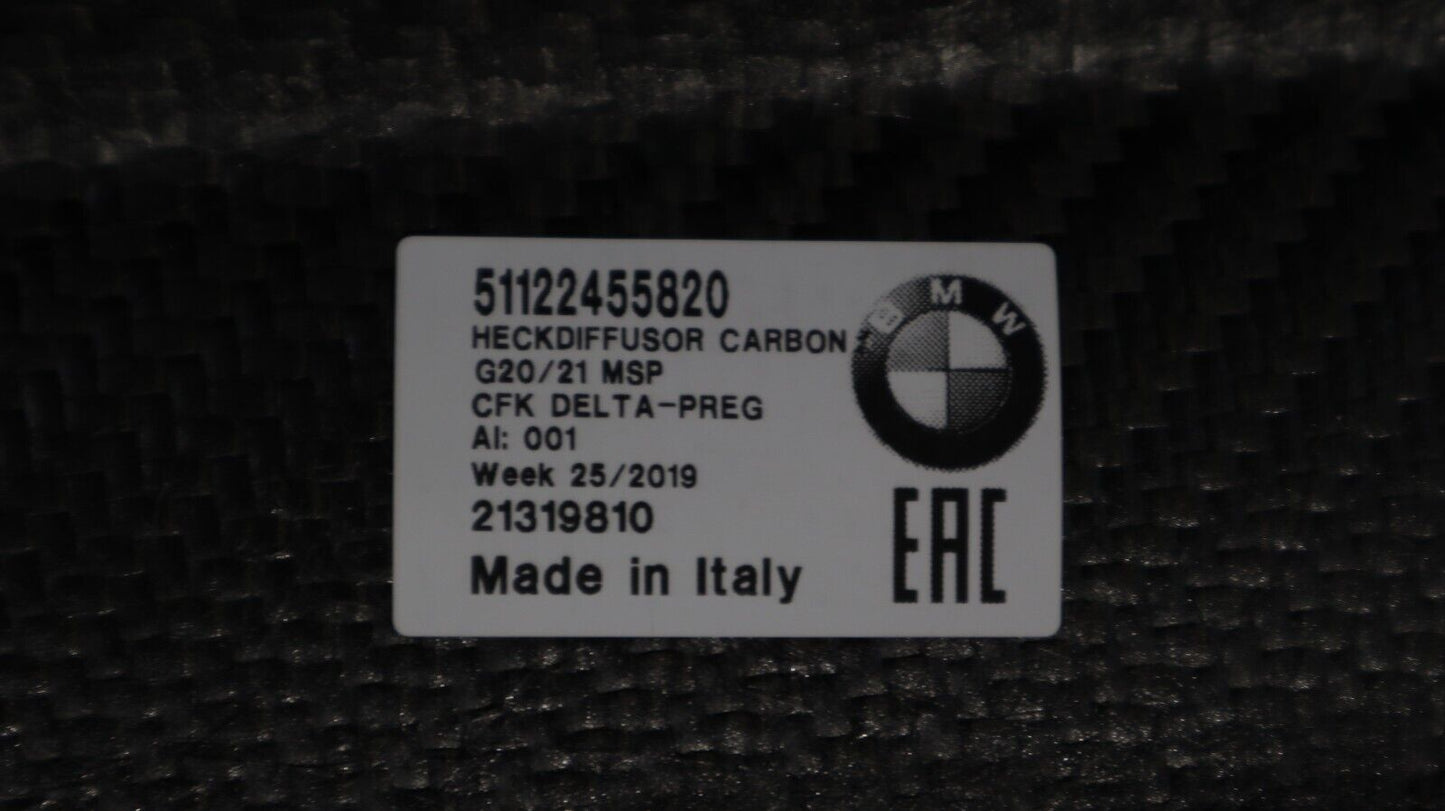 51122455820
HECKDIFFUSOR CARBON
G20/21 MSP
CFK DELTA-PREG
AI: 001
Week 25/2019
21319810
Made in Italy
BMW
EAC